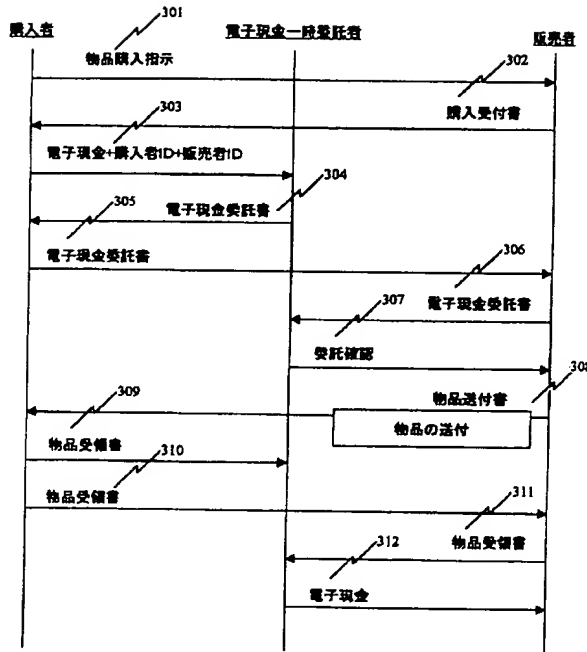 301
購入者
電子現金一時委託者
販売者
物品購入指示
302
303
購入受付書
電子現金+購入者ID+販売者ID
304
305
電子現金委託書
電子現金委託書
306
307
電子現金委託書
委託確認
308
309
物品送付書
物品の送付
物品受領書
310
物品受領書
311
312
物品受領書
電子現金